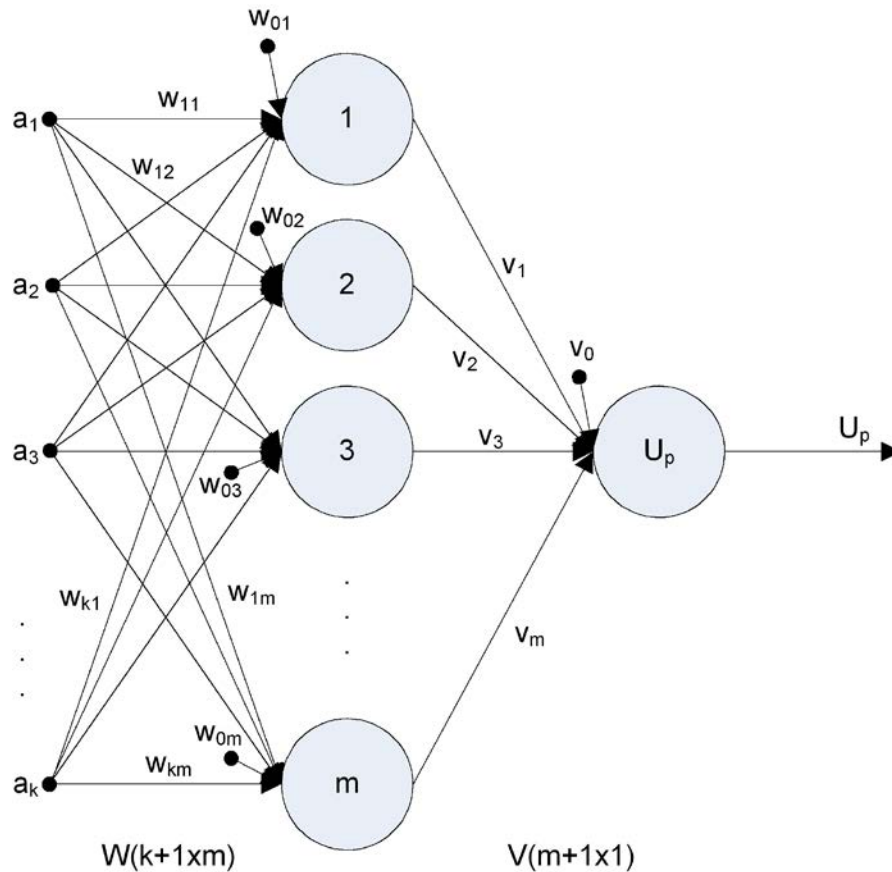 w₀₁
w₁₁
a₁
1
w₁₂
w₀₂
a₂
2
v₁
v₂
v₀
a₃
3
v₃
Uₚ
Uₚ
w₀₃
wₖ₁
w₁ₘ
. . .
. . .
vₘ
w₀ₘ
wₖₘ
aₖ
m
W(k+1xm)
V(m+1x1)